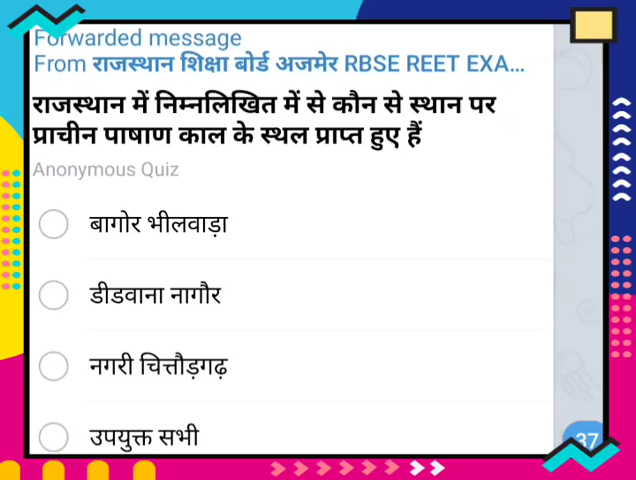 Forwarded message
From राजस्थान शिक्षा बोर्ड अजमेर RBSE REET EXA...
राजस्थान में निम्नलिखित में से कौन से स्थान पर
प्राचीन पाषाण काल के स्थल प्राप्त हुए हैं
Anonymous Quiz
बागोर भीलवाड़ा
डीडवाना नागौर
नगरी चित्तौड़गढ़
उपयुक्त सभी
37